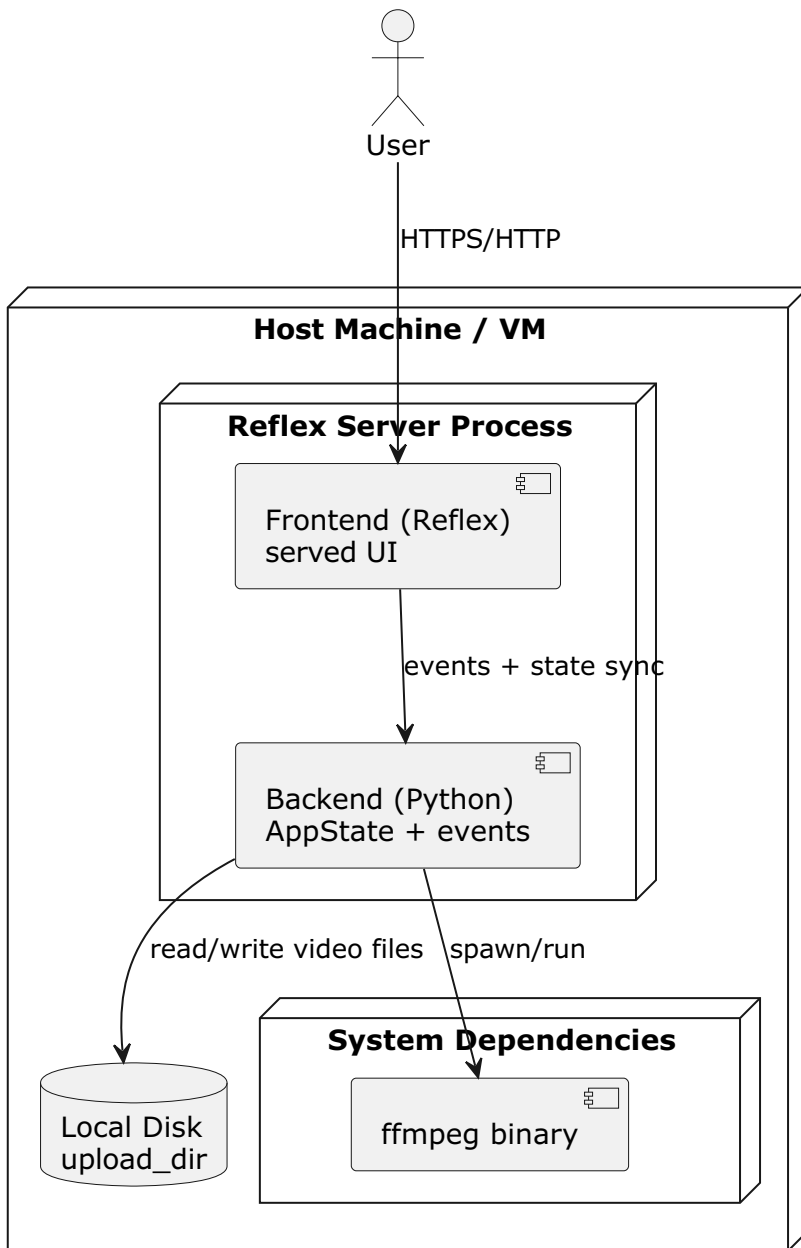 User
HTTPS/HTTP
Host Machine / VM
Reflex Server Process
Frontend (Reflex)
served UI
events + state sync
Backend (Python)
AppState + events
read/write video files
spawn/run
System Dependencies
Local Disk
upload_dir
ffmpeg binary